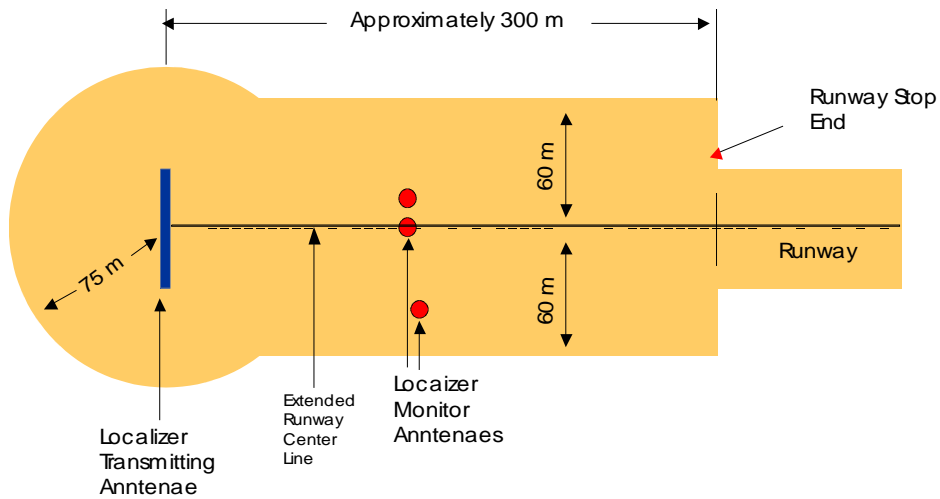 Approximately 300 m
Runway Stop
End
60 m
75 m
Runway
60 m
Extended
Runway
Center
Line
Locaizer
Monitor
Anntenaes
Localizer
Transmitting
Anntenae